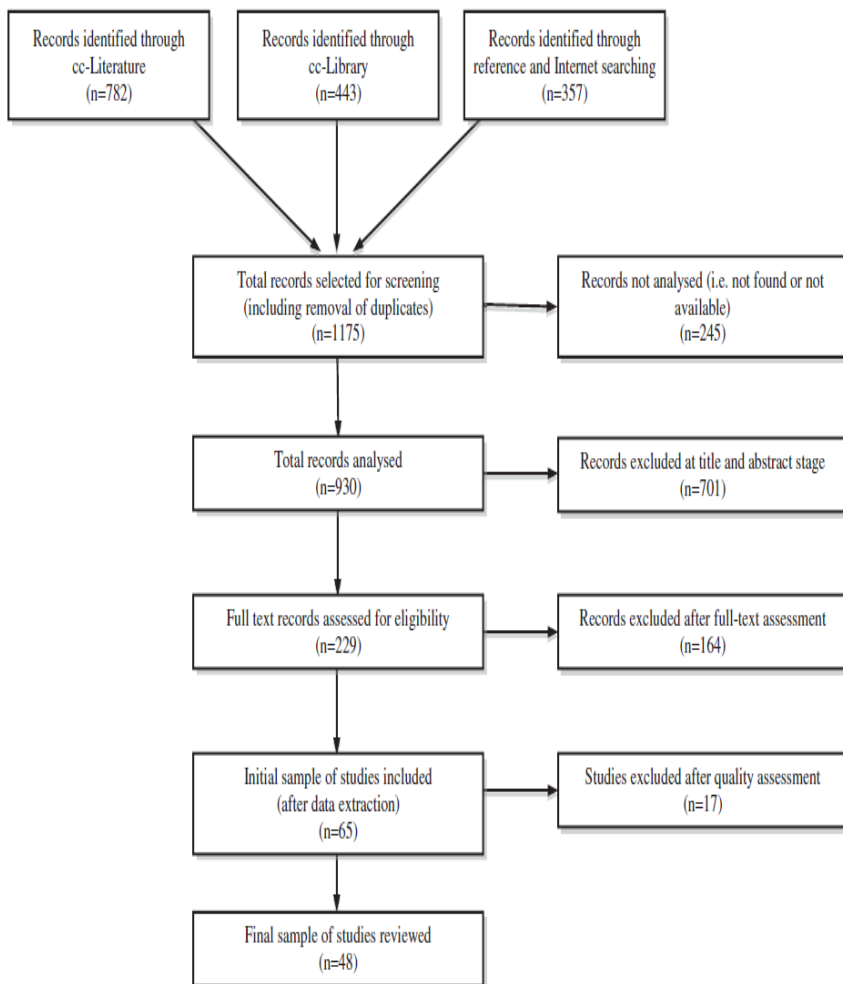 Records identified through
cc-Literature
(n=782)
Records identified through
cc-Library
(n=443)
Records identified through
reference and Internet searching
(n=357)
Total records selected for screening
(including removal of duplicates)
(n=1175)
Records not analysed (i.e. not found or not
available)
(n=245)
Total records analysed
(n=930)
Records excluded at title and abstract stage
(n=701)
Full text records assessed for eligibility
(n=229)
Records excluded after full-text assessment
(n=164)
Initial sample of studies included
(after data extraction)
(n=65)
Studies excluded after quality assessment
(n=17)
Final sample of studies reviewed
(n=48)